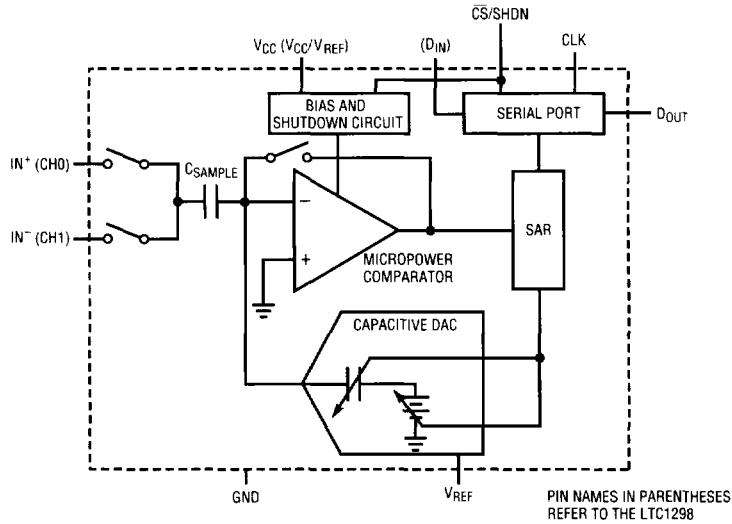 CS/SHDN
VCC (VCC/VREF)
(DIN)
CLK
BIAS AND
SHUTDOWN CIRCUIT
SERIAL PORT
DOUT
IN+ (CH0)
CSAMPLE
IN− (CH1)
−
+
MICROPOWER
COMPARATOR
SAR
CAPACITIVE DAC
GND
VREF
PIN NAMES IN PARENTHESES
REFER TO THE LTC1298